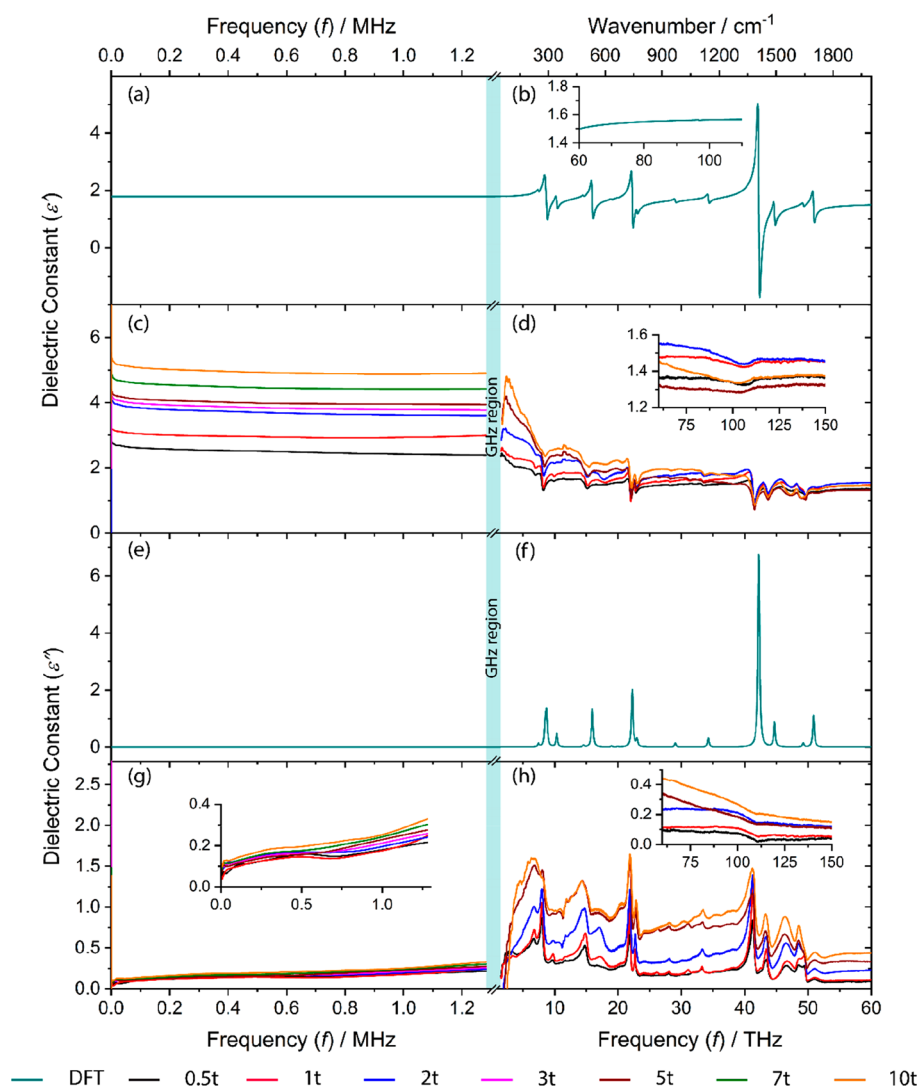 Frequency (f) / MHz
Wavenumber / cm⁻¹
0.0 0.2 0.4 0.6 0.8 1.0 1.2
300 600 900 1200 1500 1800
(a)
(b)
1.8
1.6
1.4
60 80 100
4
2
0
Dielectric Constant (ε′)
(c)
(d)
1.6
1.4
1.2
75 100 125 150
6
4
2
0
GHz region
(e)
(f)
6
4
2
0
GHz region
Dielectric Constant (ε″)
(g)
(h)
0.4
0.2
0.0
0.0 0.5 1.0
0.4
0.2
0.0
75 100 125 150
2.5
2.0
1.5
1.0
0.5
0.0
0.0 0.2 0.4 0.6 0.8 1.0 1.2
10 20 30 40 50 60
Frequency (f) / MHz
Frequency (f) / THz
DFT 0.5t 1t 2t 3t 5t 7t 10t